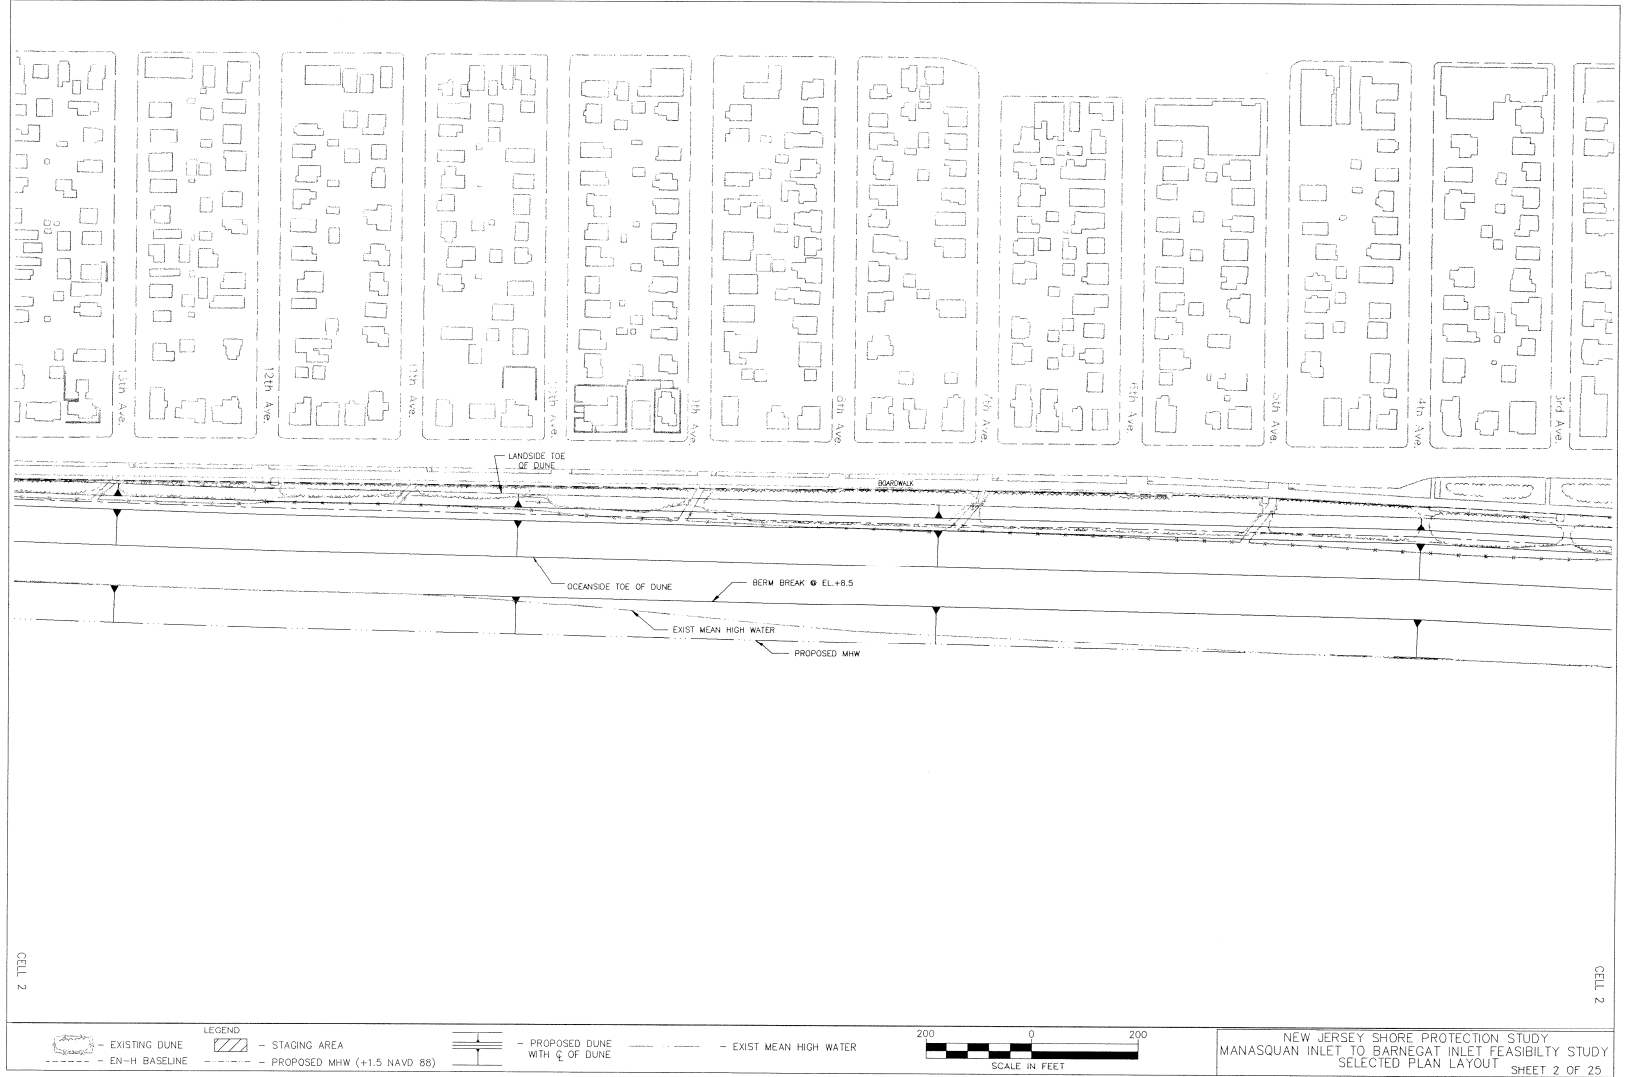 13th Ave.
12th Ave.
11th Ave.
10th Ave.
9th Ave.
8th Ave.
7th Ave.
6th Ave.
5th Ave.
4th Ave.
3rd Ave.
LANDSIDE TOE
OF DUNE
BOARDWALK
OCEANSIDE TOE OF DUNE
BERM BREAK @ EL.+8.5
EXIST MEAN HIGH WATER
PROPOSED MHW
CELL 2
CELL 2
LEGEND
- EXISTING DUNE
- EN-H BASELINE
- STAGING AREA
- PROPOSED MHW (+1.5 NAVD 88)
- PROPOSED DUNE
WITH ℄ OF DUNE
- EXIST MEAN HIGH WATER
200 0 200
SCALE IN FEET
NEW JERSEY SHORE PROTECTION STUDY
MANASQUAN INLET TO BARNEGAT INLET FEASIBILTY STUDY
SELECTED PLAN LAYOUT
SHEET 2 OF 25